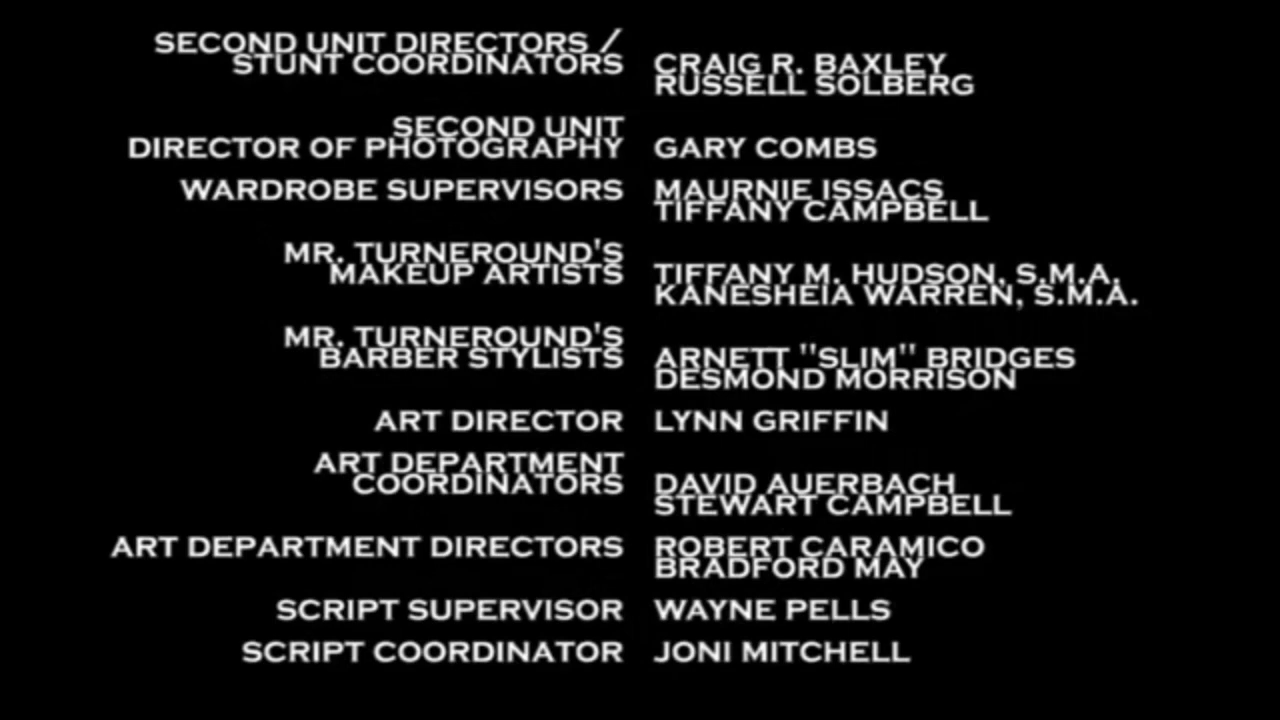 SECOND UNIT DIRECTORS /
STUNT COORDINATORS CRAIG R. BAXLEY
RUSSELL SOLBERG
SECOND UNIT
DIRECTOR OF PHOTOGRAPHY GARY COMBS
WARDROBE SUPERVISORS MAURNIE ISSACS
TIFFANY CAMPBELL
MR. TURNEROUND'S
MAKEUP ARTISTS TIFFANY M. HUDSON, S.M.A.
KANESHEIA WARREN, S.M.A.
MR. TURNEROUND'S
BARBER STYLISTS ARNETT "SLIM" BRIDGES
DESMOND MORRISON
ART DIRECTOR LYNN GRIFFIN
ART DEPARTMENT
COORDINATORS DAVID AUERBACH
STEWART CAMPBELL
ART DEPARTMENT DIRECTORS ROBERT CARAMICO
BRADFORD MAY
SCRIPT SUPERVISOR WAYNE PELLS
SCRIPT COORDINATOR JONI MITCHELL